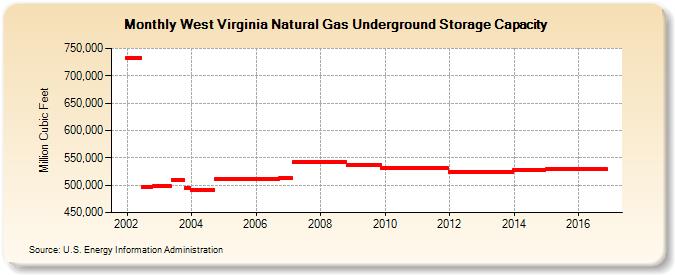 Monthly West Virginia Natural Gas Underground Storage Capacity
Million Cubic Feet
750,000
700,000
650,000
600,000
550,000
500,000
450,000
2002 2004 2006 2008 2010 2012 2014 2016
Source: U.S. Energy Information Administration